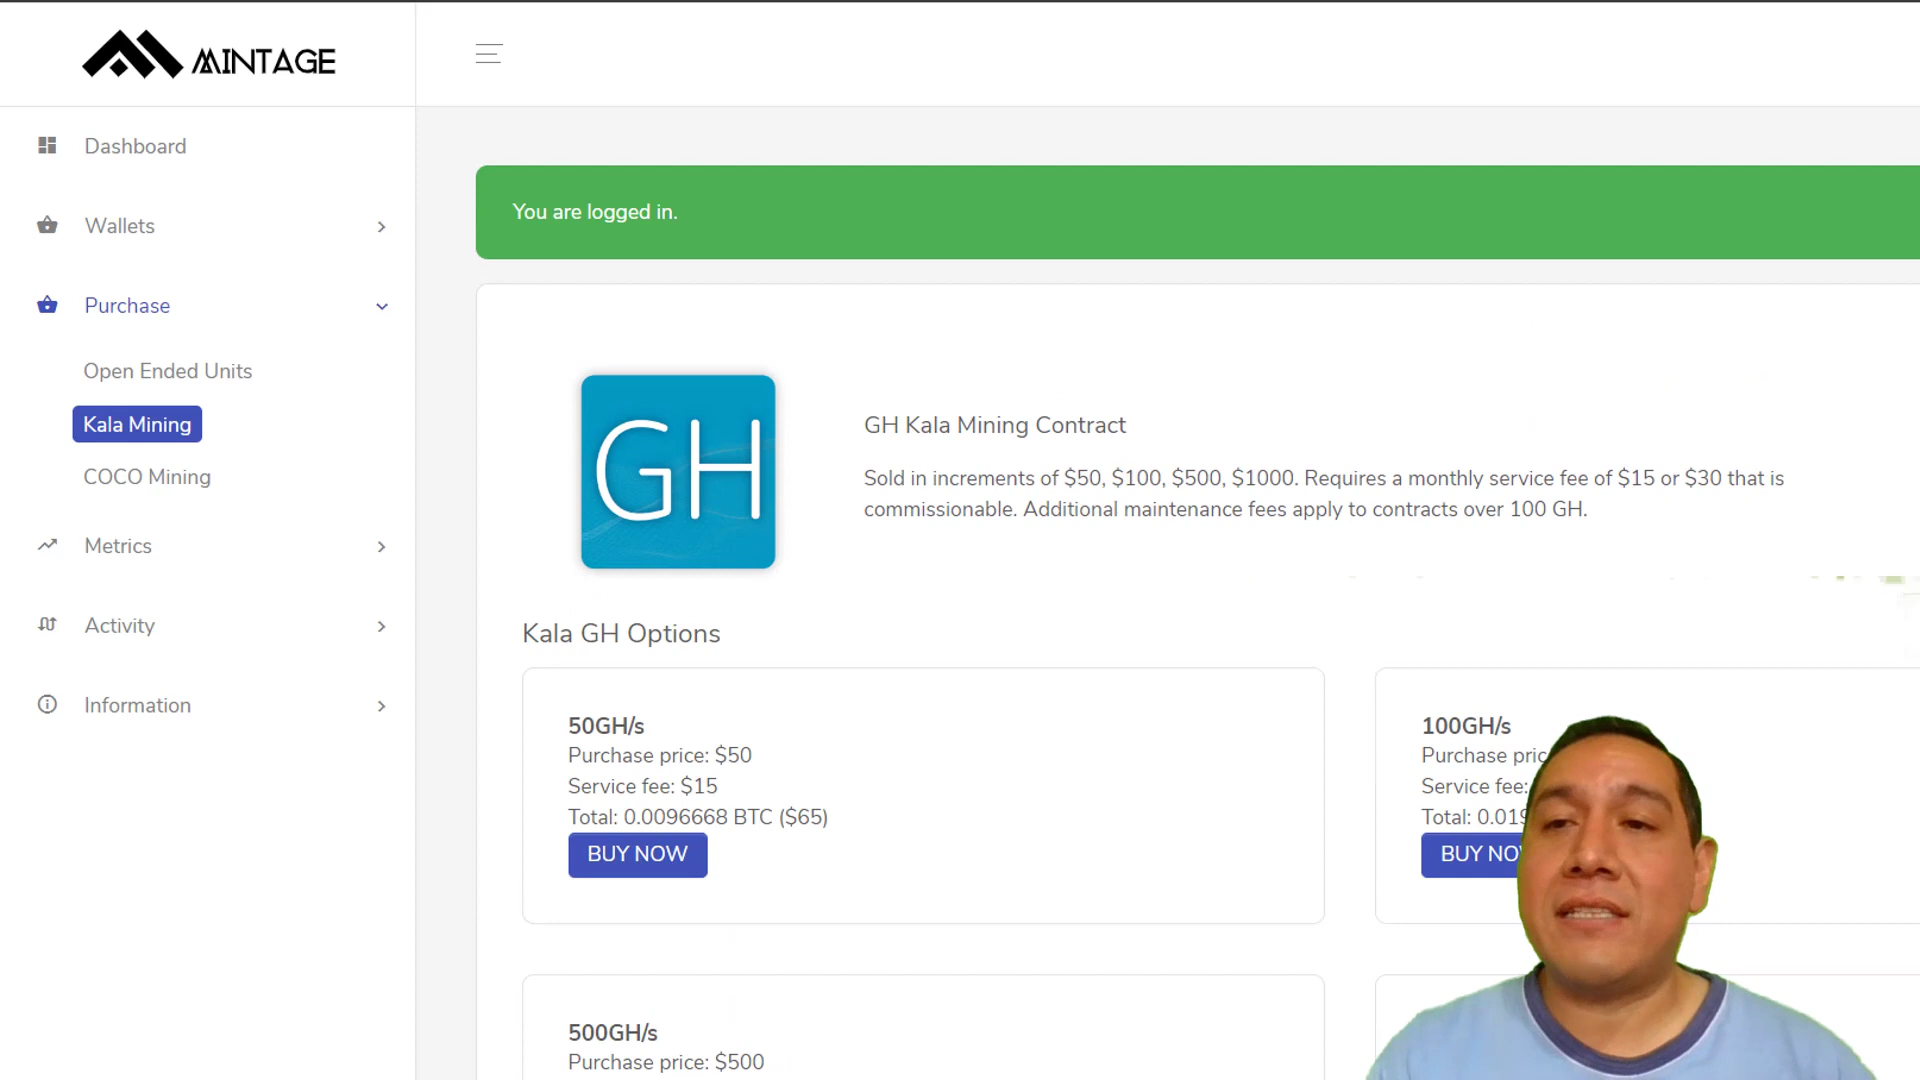 MINTAGE
Dashboard
Wallets
Purchase
Open Ended Units
Kala Mining
COCO Mining
Metrics
Activity
Information
You are logged in.
GH
GH Kala Mining Contract
Sold in increments of $50, $100, $500, $1000. Requires a monthly service fee of $15 or $30 that is
commissionable. Additional maintenance fees apply to contracts over 100 GH.
Kala GH Options
50GH/s
Purchase price: $50
Service fee: $15
Total: 0.0096668 BTC ($65)
BUY NOW
100GH/s
Purchase
Service fee:
Total:
BUY
500GH/s
Purchase price: $500